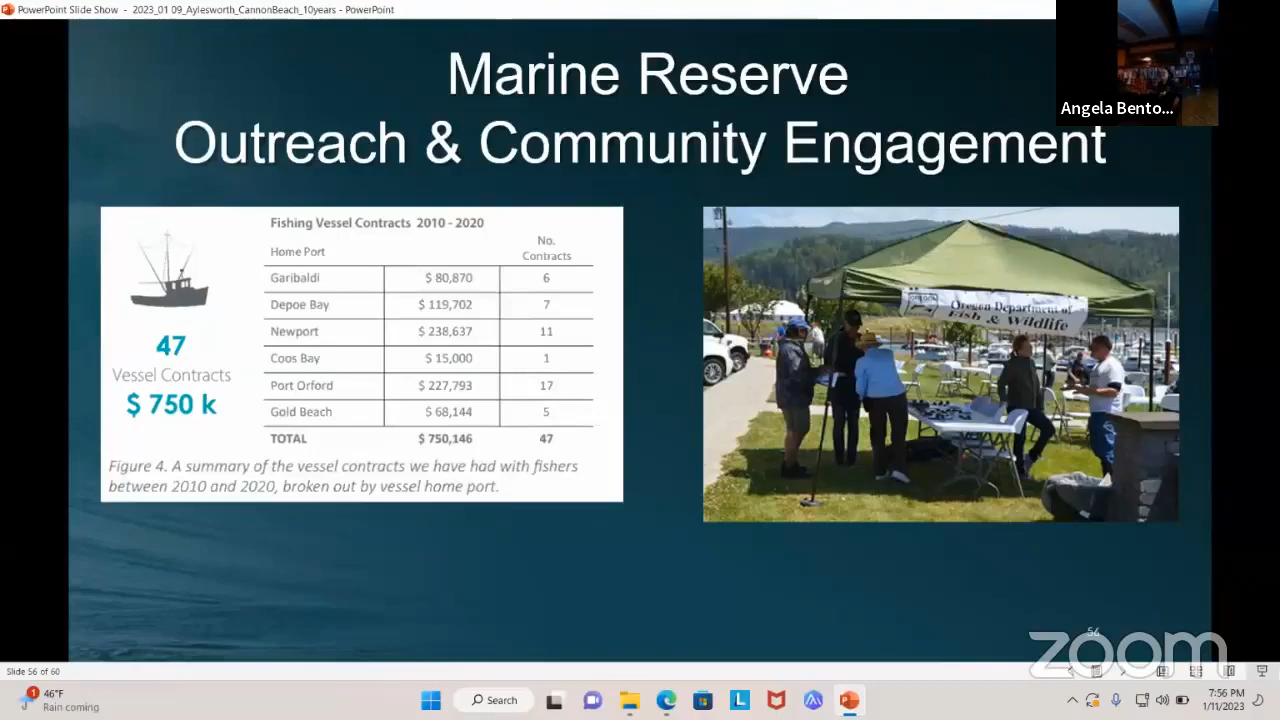 PowerPoint Slide Show - 2023_01 09_Aylesworth_CannonBeach_10years - PowerPoint
Angela Bento...
Marine Reserve
Outreach & Community Engagement
47
Vessel Contracts
$ 750 k
Fishing Vessel Contracts 2010 - 2020
Home Port No. Contracts
Garibaldi $ 80,870 6
Depoe Bay $ 119,702 7
Newport $ 238,637 11
Coos Bay $ 15,000 1
Port Orford $ 227,793 17
Gold Beach $ 68,144 5
TOTAL $ 750,146 47
Figure 4. A summary of the vessel contracts we have had with fishers
between 2010 and 2020, broken out by vessel home port.
Oregon Department of
Fish & Wildlife
56
zoom
Slide 56 of 60
1
46°F
Rain coming
Search
L
7:56 PM
1/11/2023